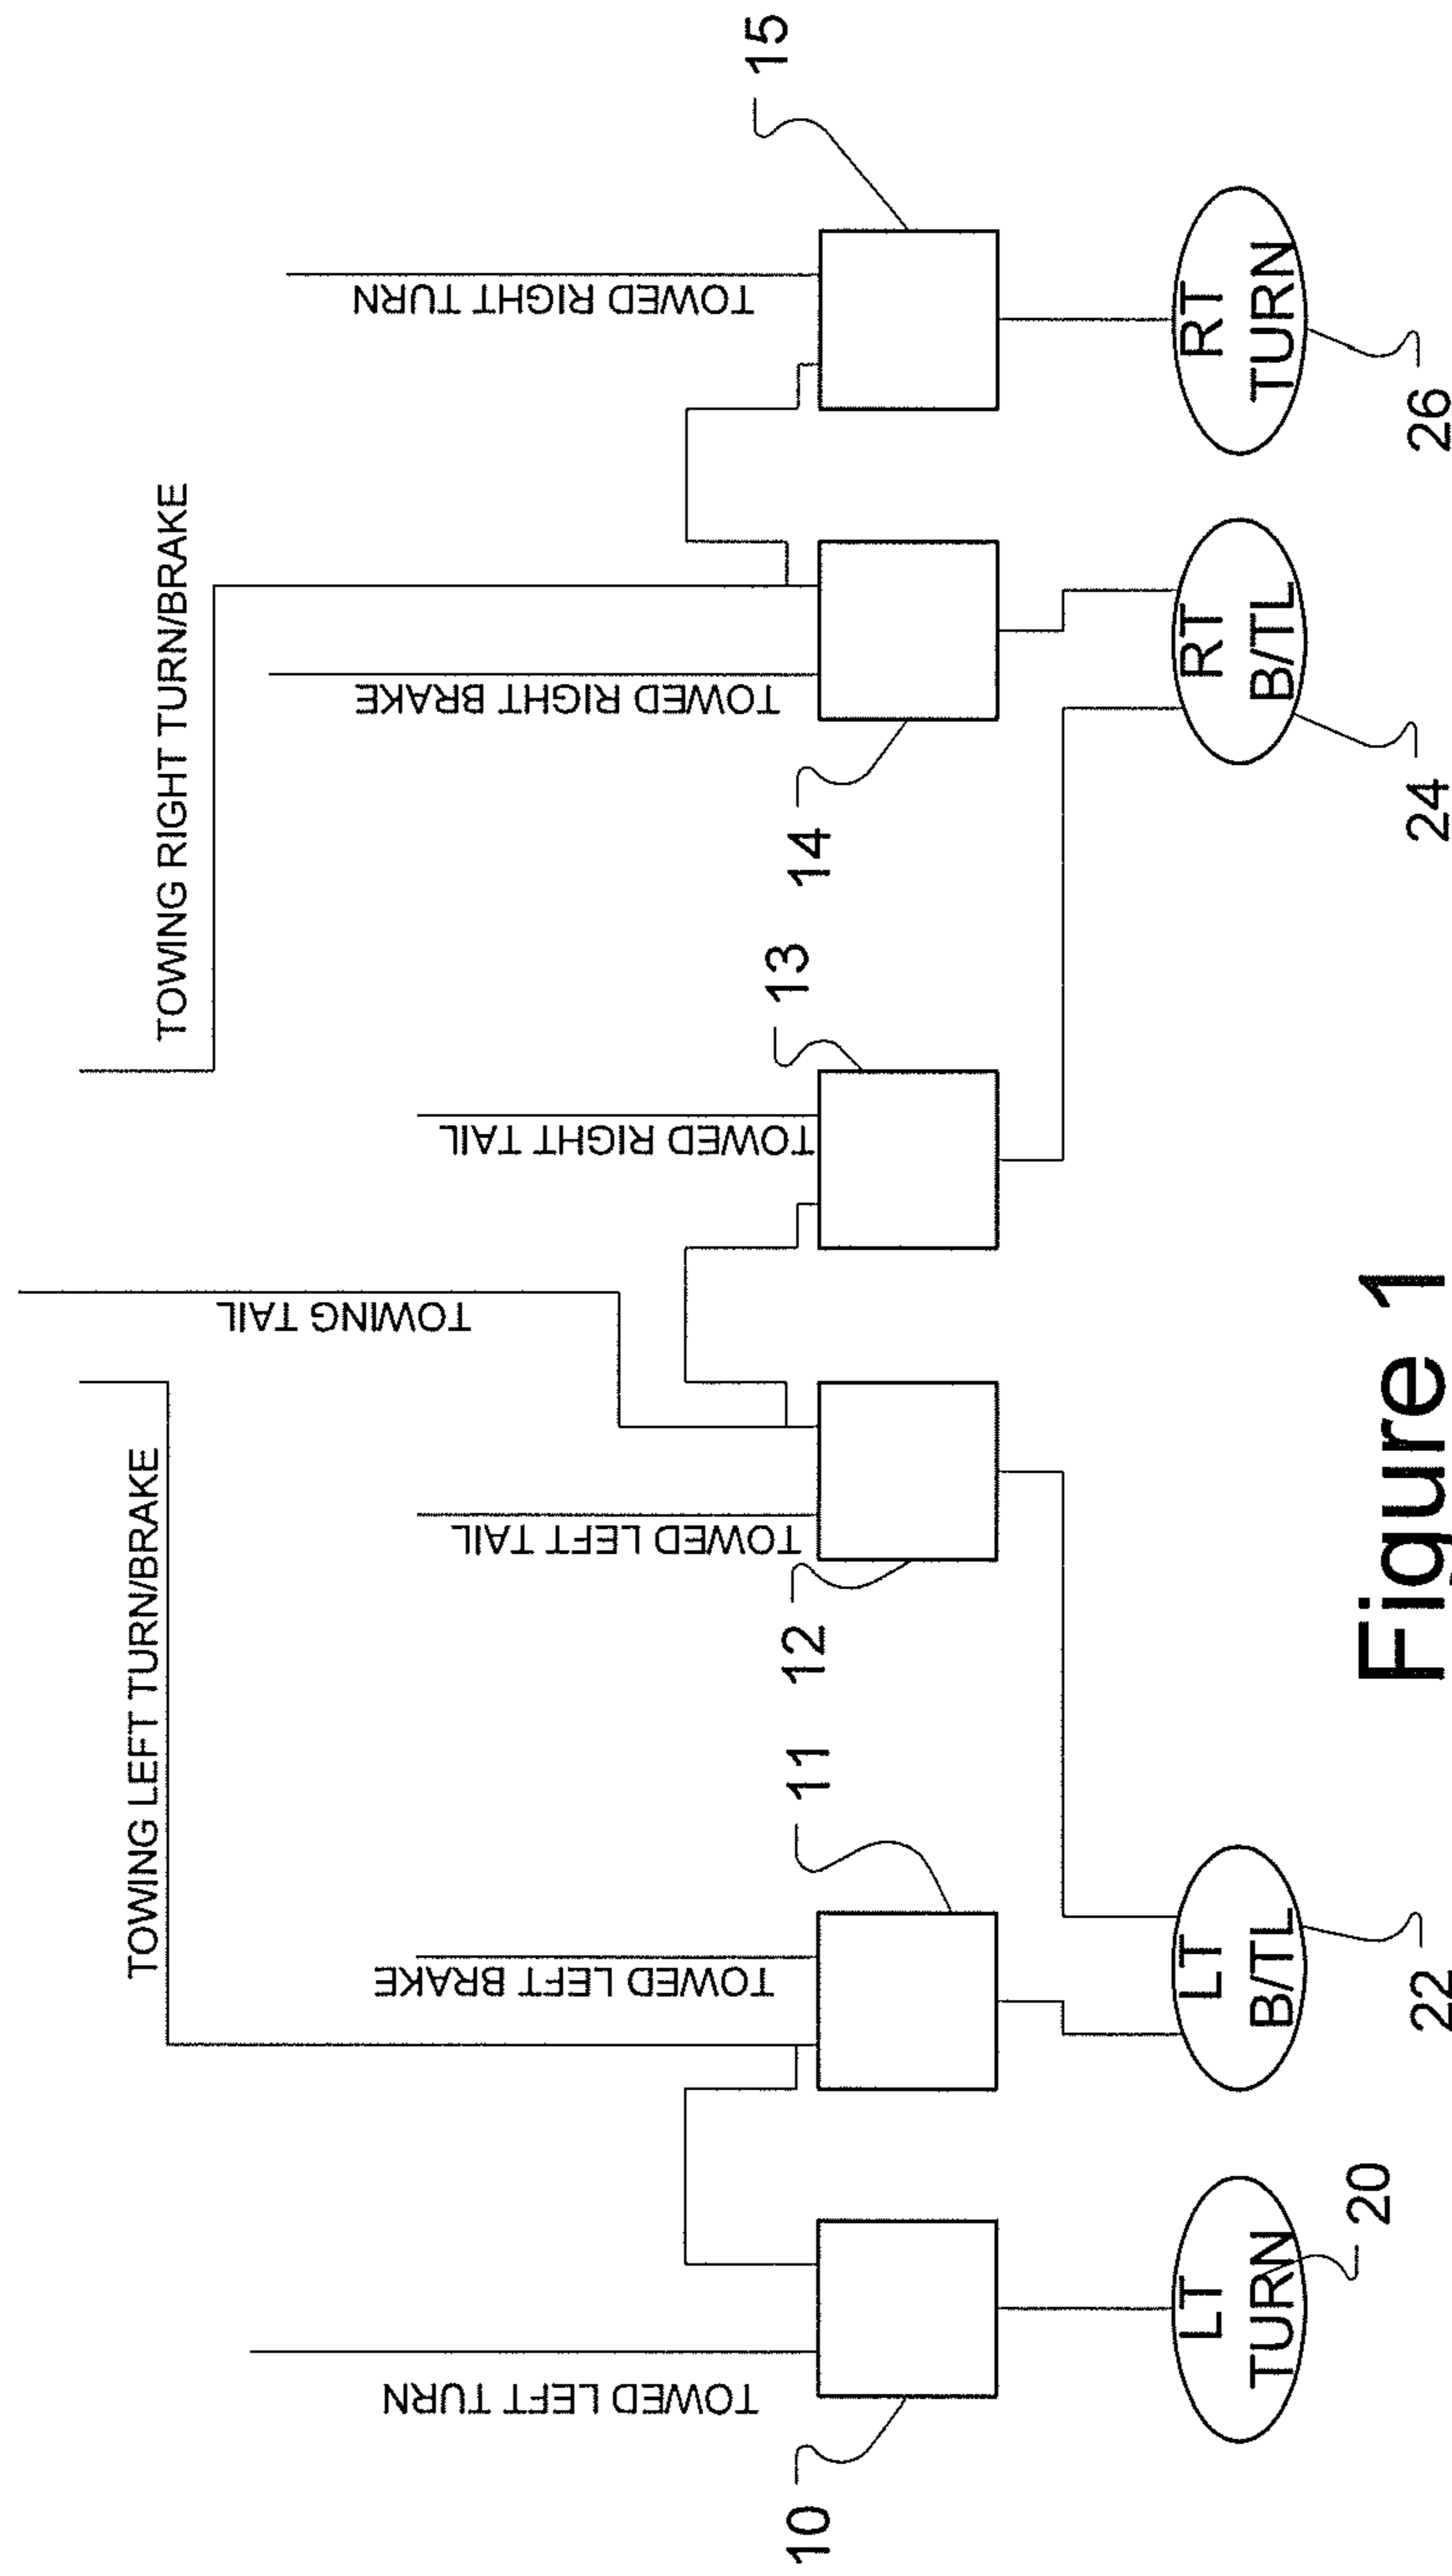 TOWING LEFT TURN/BRAKE
TOWING TAIL
TOWING RIGHT TURN/BRAKE
TOWED LEFT TURN
TOWED LEFT BRAKE
TOWED LEFT TAIL
TOWED RIGHT TAIL
TOWED RIGHT BRAKE
TOWED RIGHT TURN
10
11
12
13
14
15
LT
TURN
LT
B/TL
RT
B/TL
RT
TURN
20
22
24
26
Figure 1